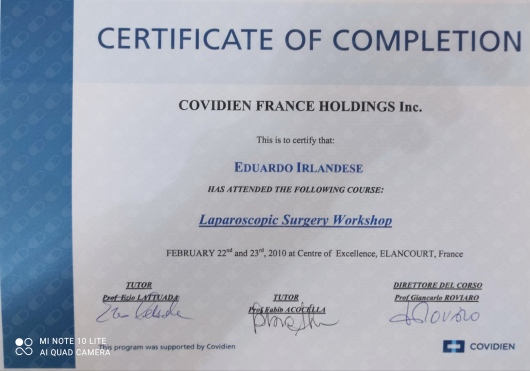 CERTIFICATE OF COMPLETION
COVIDIEN FRANCE HOLDINGS Inc.
This is to certify that:
EDUARDO IRLANDESE
HAS ATTENDED THE FOLLOWING COURSE:
Laparoscopic Surgery Workshop
FEBRUARY 22nd and 23rd, 2010 at Centre of Excellence, ELANCOURT, France
TUTOR
Prof Ezio LATTUADA
TUTOR
Prof Fabio ACOCELLA
DIRETTORE DEL CORSO
Prof Giancarlo ROVIARO
This program was supported by Covidien
COVIDIEN
MI NOTE 10 LITE
AI QUAD CAMERA